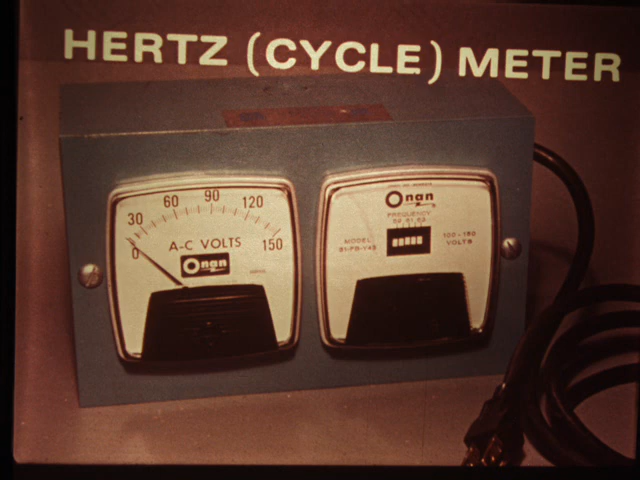 HERTZ (CYCLE) METER
30 60 90 120
0 150
A-C VOLTS
Onan
Onan
FREQUENCY
MODEL
100-150
VOLTS